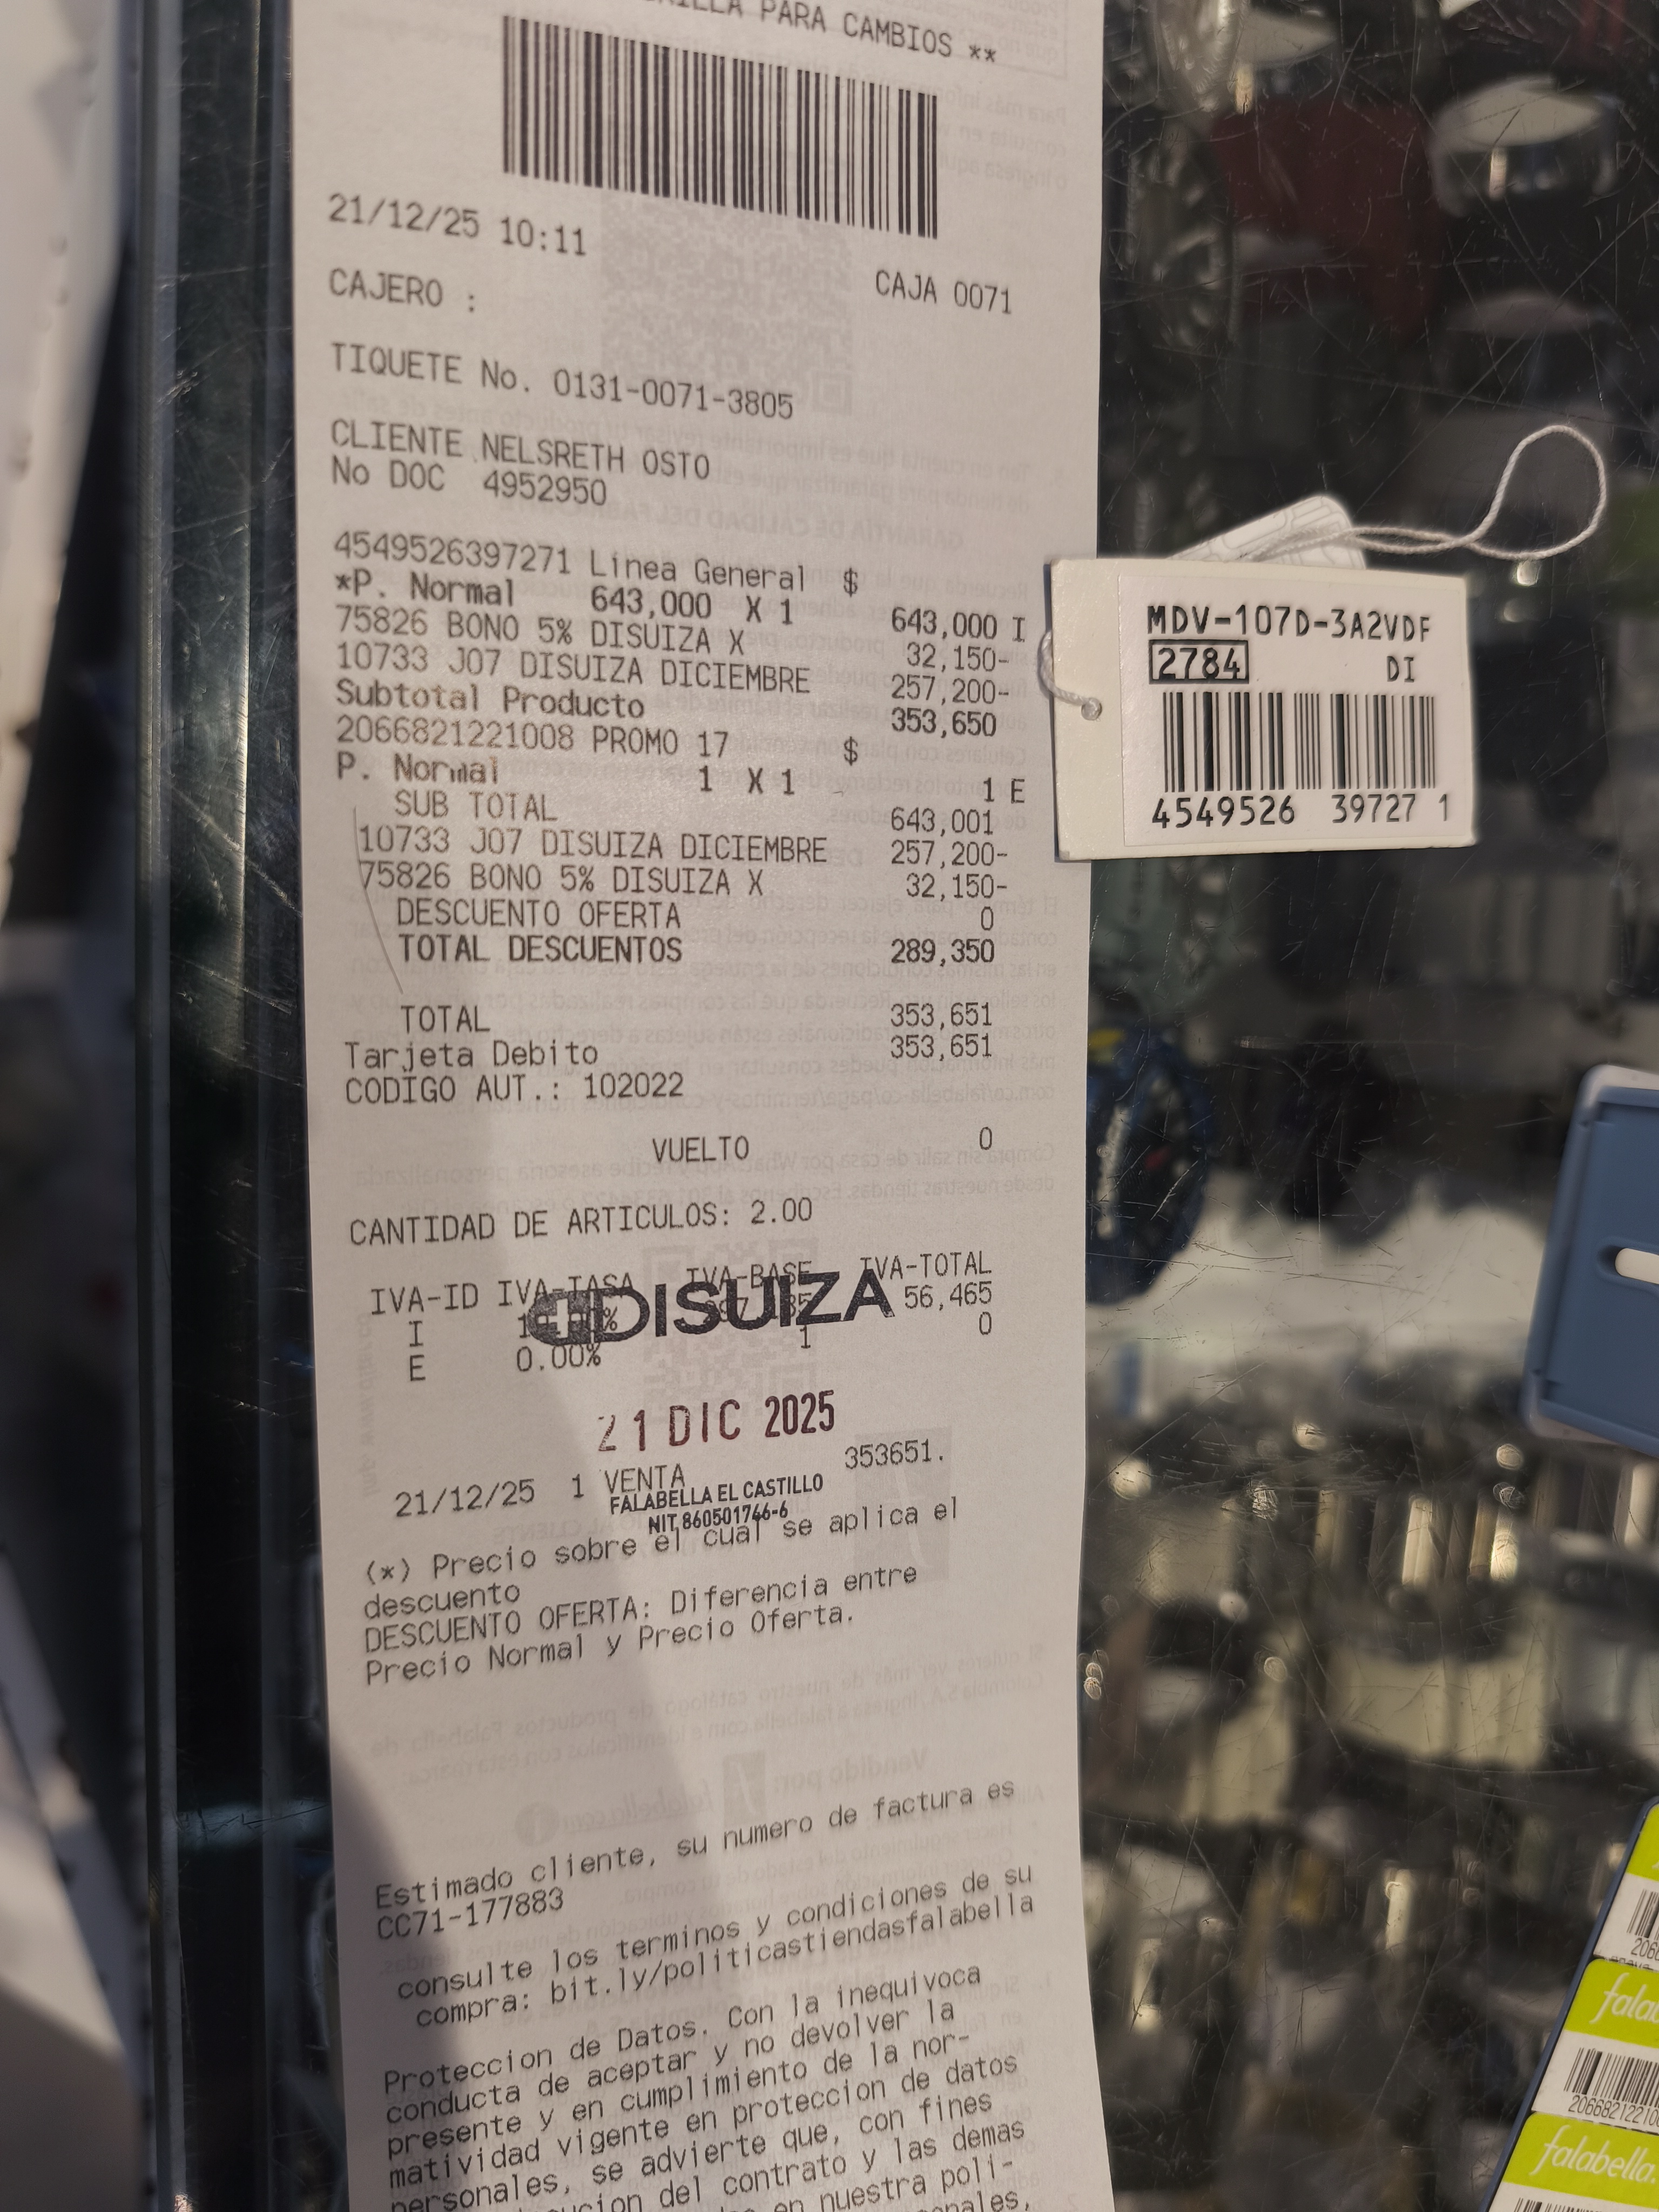 PARA CAMBIOS **
21/12/25 10:11
CAJERO : CAJA 0071
TIQUETE No. 0131-0071-3805
CLIENTE NELSRETH OSTO
No DOC 4952950
4549526397271 Linea General $
*P. Normal 643,000 X 1 643,000 I
75826 BONO 5% DISUIZA X 32,150-
10733 J07 DISUIZA DICIEMBRE 257,200-
Subtotal Producto 353,650
2066821221008 PROMO 17 $
P. Normal 1 X 1 1 E
SUB TOTAL 643,001
10733 J07 DISUIZA DICIEMBRE 257,200-
75826 BONO 5% DISUIZA X 32,150-
DESCUENTO OFERTA 0
TOTAL DESCUENTOS 289,350
TOTAL 353,651
Tarjeta Debito 353,651
CODIGO AUT.: 102022
VUELTO 0
CANTIDAD DE ARTICULOS: 2.00
IVA-ID IVA-TASA IVA-BASE IVA-TOTAL
I 56,465
E 0.00% 1 0
DISUIZA
21 DIC 2025
21/12/25 1 VENTA 353651.
FALABELLA EL CASTILLO
NIT 860501746-6
(*) Precio sobre el cual se aplica el
descuento
DESCUENTO OFERTA: Diferencia entre
Precio Normal y Precio Oferta.
Estimado cliente, su numero de factura es
CC71-177883
consulte los terminos y condiciones de su
compra: bit.ly/politicastiendasfalabella
Proteccion de Datos. Con la inequivoca
conducta de aceptar y no devolver la
presente y en cumplimiento de la nor-
matividad vigente en proteccion de datos
personales, se advierte que, con fines
del contrato y las demas
en nuestra poli-
MDV-107D-3A2VDF
2784 DI
4549526 39727 1
falabella.